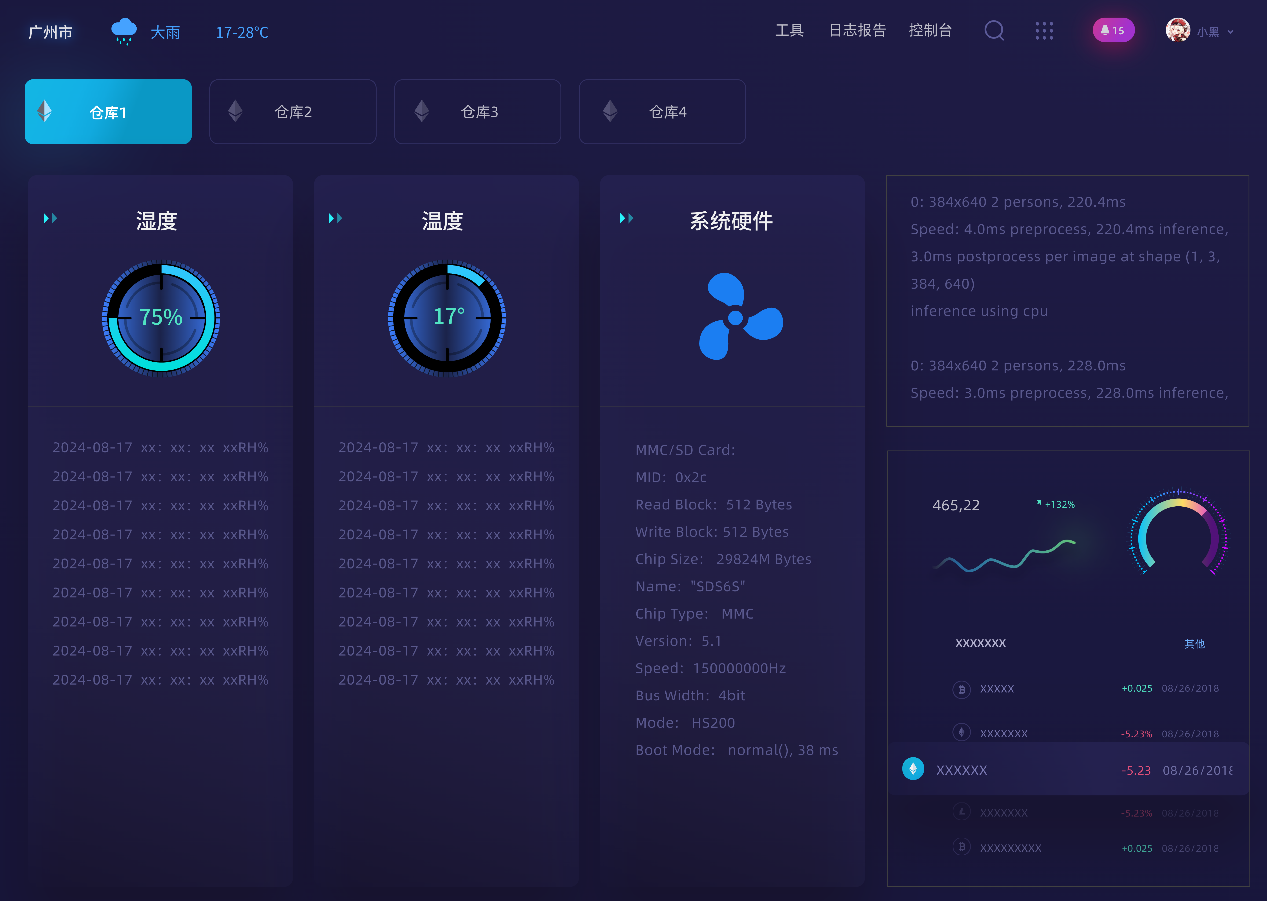 广州市
大雨
17-28℃
工具
日志报告
控制台
15
小黑
仓库1
仓库2
仓库3
仓库4
湿度
75%
2024-08-17 xx: xx: xx xxRH%
2024-08-17 xx: xx: xx xxRH%
2024-08-17 xx: xx: xx xxRH%
2024-08-17 xx: xx: xx xxRH%
2024-08-17 xx: xx: xx xxRH%
2024-08-17 xx: xx: xx xxRH%
2024-08-17 xx: xx: xx xxRH%
2024-08-17 xx: xx: xx xxRH%
2024-08-17 xx: xx: xx xxRH%
温度
17°
2024-08-17 xx: xx: xx xxRH%
2024-08-17 xx: xx: xx xxRH%
2024-08-17 xx: xx: xx xxRH%
2024-08-17 xx: xx: xx xxRH%
2024-08-17 xx: xx: xx xxRH%
2024-08-17 xx: xx: xx xxRH%
2024-08-17 xx: xx: xx xxRH%
2024-08-17 xx: xx: xx xxRH%
2024-08-17 xx: xx: xx xxRH%
系统硬件
MMC/SD Card:
MID: 0x2c
Read Block: 512 Bytes
Write Block: 512 Bytes
Chip Size: 29824M Bytes
Name: "SDS6S"
Chip Type: MMC
Version: 5.1
Speed: 150000000Hz
Bus Width: 4bit
Mode: HS200
Boot Mode: normal(), 38 ms
0: 384x640 2 persons, 220.4ms
Speed: 4.0ms preprocess, 220.4ms inference,
3.0ms postprocess per image at shape (1, 3,
384, 640)
inference using cpu
0: 384x640 2 persons, 228.0ms
Speed: 3.0ms preprocess, 228.0ms inference,
465,22
+132%
XXXXXXX
其他
XXXXX +0.025 08/26/2018
XXXXXXX -5.23% 08/26/2018
XXXXXX -5.23 08/26/2018
XXXXXXX -5.23% 08/26/2018
XXXXXXXXX +0.025 08/26/2018